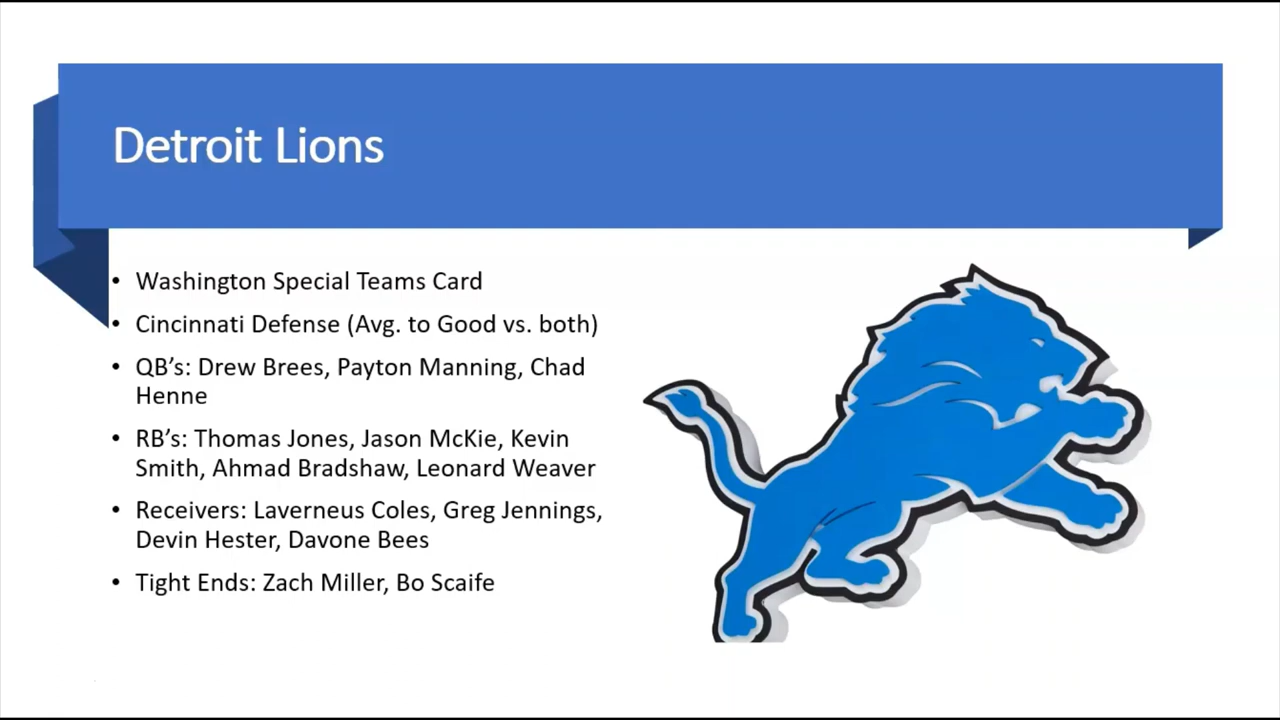 Detroit Lions
• Washington Special Teams Card
• Cincinnati Defense (Avg. to Good vs. both)
• QB’s: Drew Brees, Payton Manning, Chad
Henne
• RB’s: Thomas Jones, Jason McKie, Kevin
Smith, Ahmad Bradshaw, Leonard Weaver
• Receivers: Laverneus Coles, Greg Jennings,
Devin Hester, Davone Bees
• Tight Ends: Zach Miller, Bo Scaife